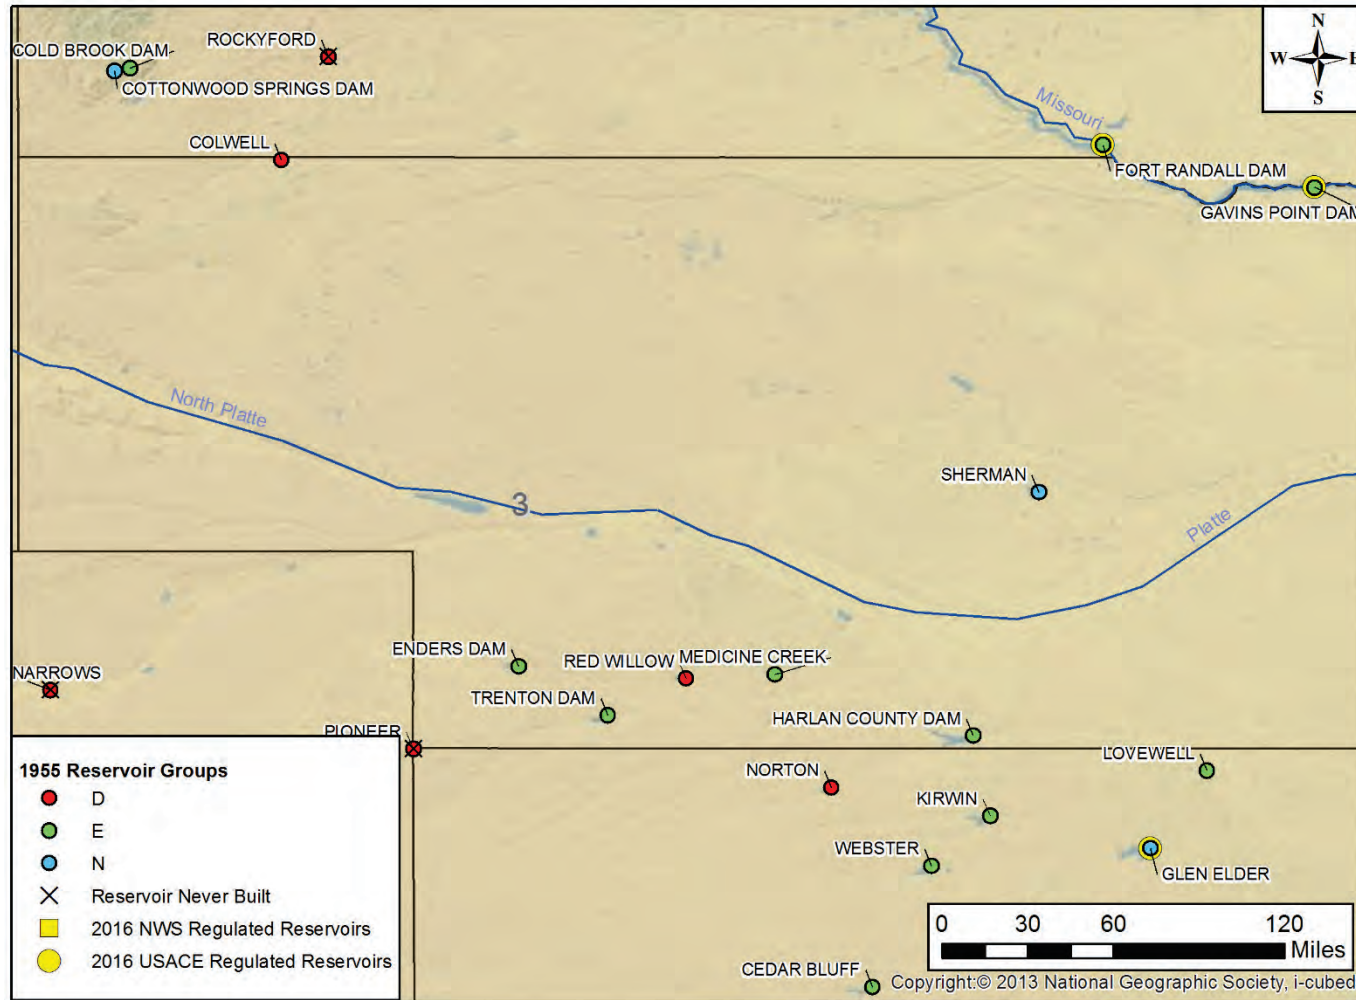 N
W
E
S
ROCKYFORD
COLD BROOK DAM
COTTONWOOD SPRINGS DAM
COLWELL
Missouri
FORT RANDALL DAM
GAVINS POINT DAM
North Platte
3
SHERMAN
Platte
ENDERS DAM
RED WILLOW
MEDICINE CREEK
NARROWS
TRENTON DAM
HARLAN COUNTY DAM
PIONEER
LOVEWELL
NORTON
KIRWIN
WEBSTER
GLEN ELDER
CEDAR BLUFF
1955 Reservoir Groups
D
E
N
Reservoir Never Built
2016 NWS Regulated Reservoirs
2016 USACE Regulated Reservoirs
0 30 60 120
Miles
Copyright:© 2013 National Geographic Society, i-cubed